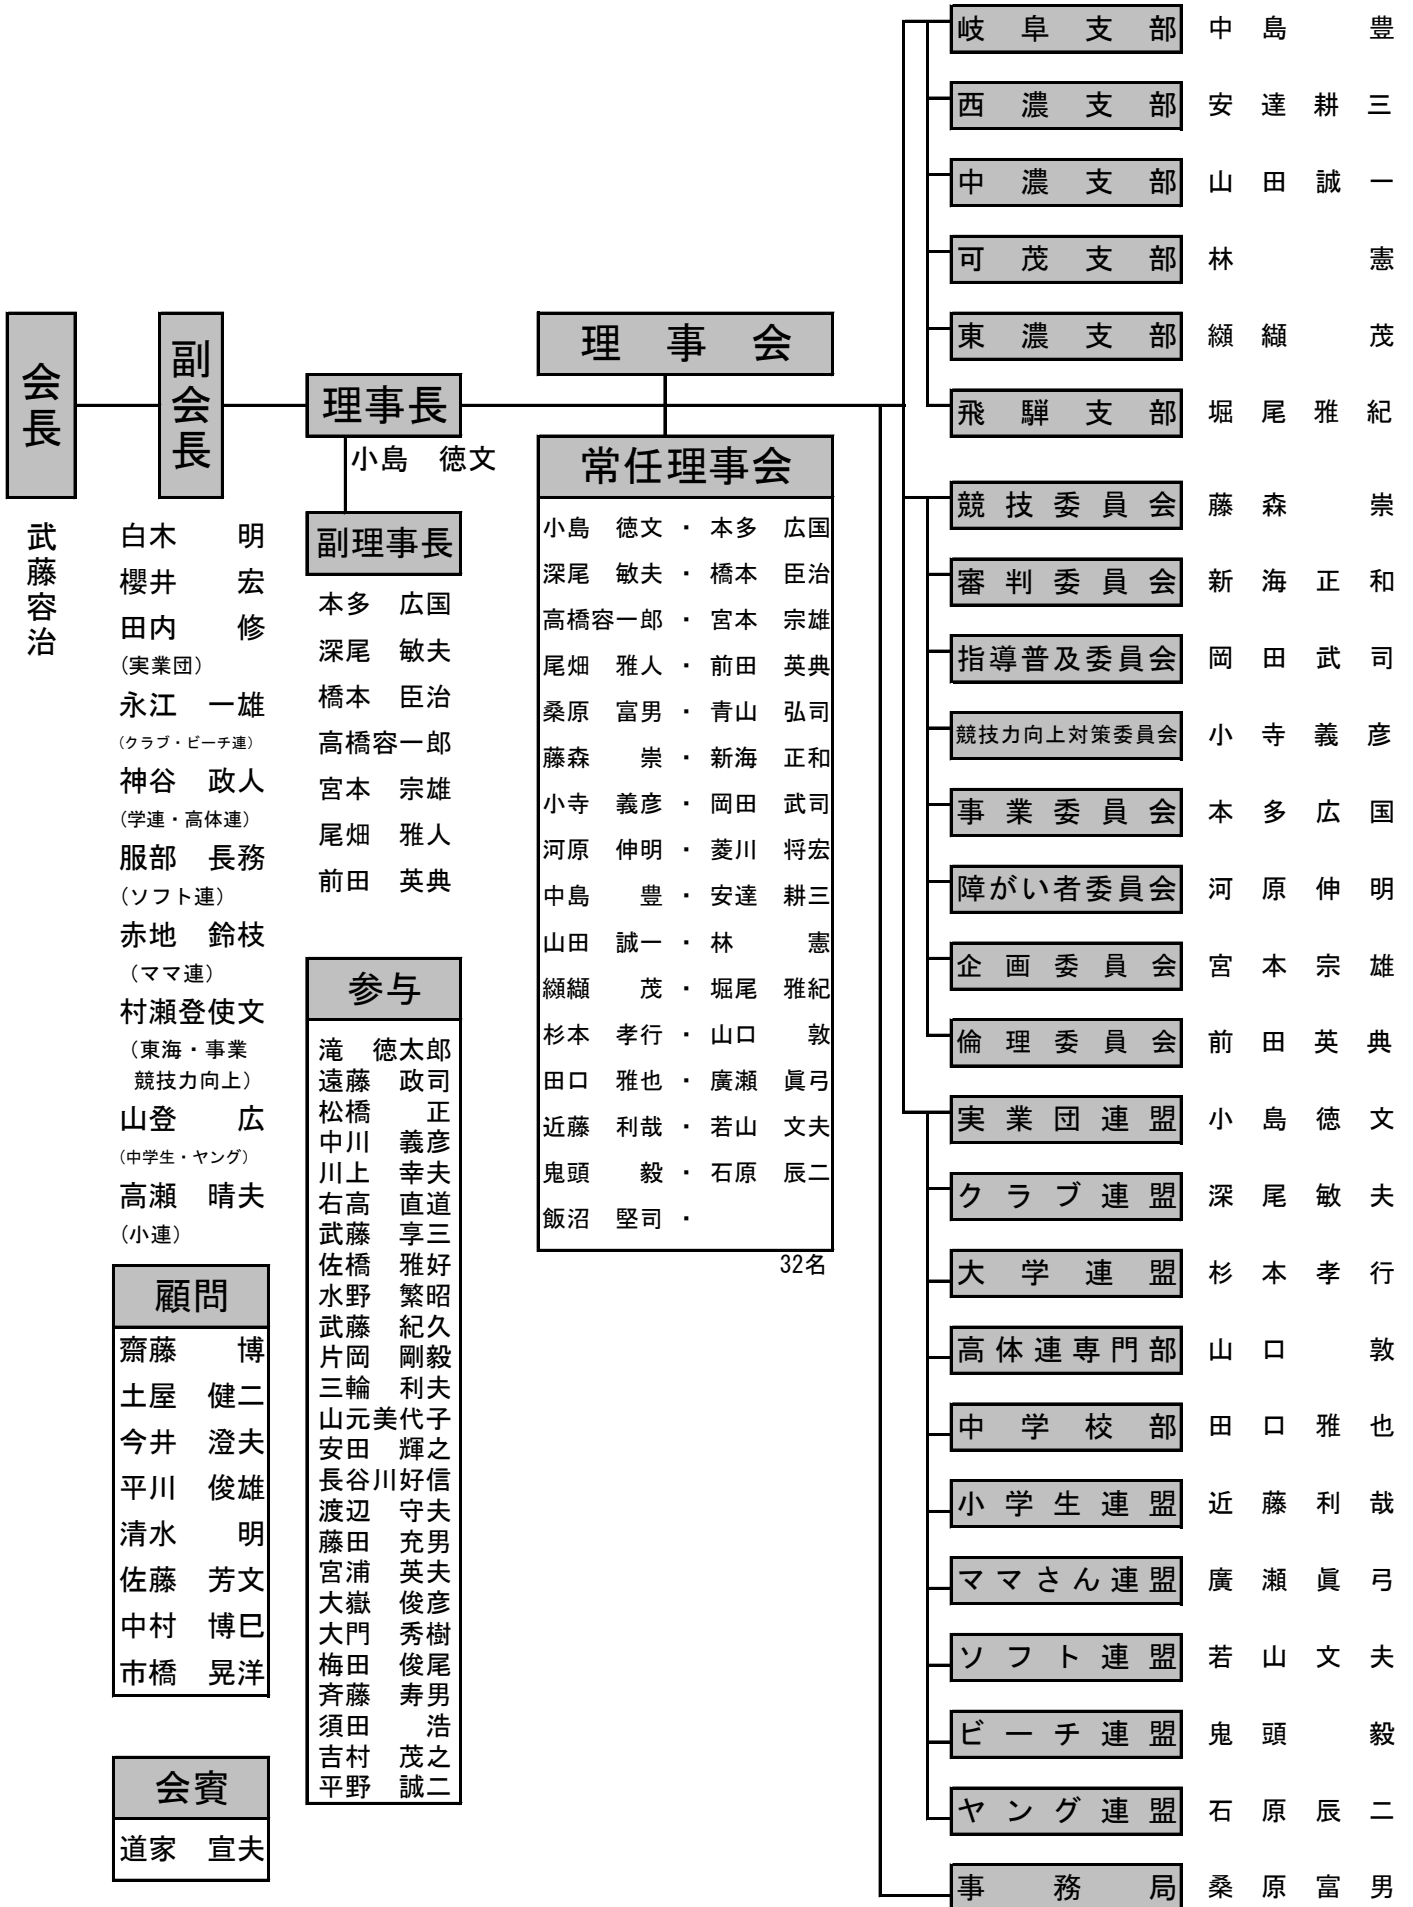 会長
武藤容治
副会長
白木　　明
櫻井　　宏
田内　　修
(実業団)
永江　一雄
(クラブ・ビーチ連)
神谷　政人
(学連・高体連)
服部　長務
(ソフト連)
赤地　鈴枝
(ママ連)
村瀬登使文
(東海・事業
競技力向上)
山登　　広
(中学生・ヤング)
高瀬　晴夫
(小連)
顧問
齋藤　　博
土屋　健二
今井　澄夫
平川　俊雄
清水　　明
佐藤　芳文
中村　博巳
市橋　晃洋
会賓
道家　宣夫
理事長
小島　徳文
副理事長
本多　広国
深尾　敏夫
橋本　臣治
高橋容一郎
宮本　宗雄
尾畑　雅人
前田　英典
参与
滝　徳太郎
遠藤　政司
松橋　　正
中川　義彦
川上　幸夫
右高　直道
武藤　享三
佐橋　雅好
水野　繁昭
武藤　紀久
片岡　剛毅
三輪　利夫
山元美代子
安田　輝之
長谷川好信
渡辺　守夫
藤田　充男
宮浦　英夫
大嶽　俊彦
大門　秀樹
梅田　俊尾
斉藤　寿男
須田　　浩
吉村　茂之
平野　誠二
理　事　会
常任理事会
小島　徳文 ・ 本多　広国
深尾　敏夫 ・ 橋本　臣治
高橋容一郎 ・ 宮本　宗雄
尾畑　雅人 ・ 前田　英典
桑原　富男 ・ 青山　弘司
藤森　　崇 ・ 新海　正和
小寺　義彦 ・ 岡田　武司
河原　伸明 ・ 菱川　将宏
中島　　豊 ・ 安達　耕三
山田　誠一 ・ 林　　　憲
纐纈　　茂 ・ 堀尾　雅紀
杉本　孝行 ・ 山口　　敦
田口　雅也 ・ 廣瀬　眞弓
近藤　利哉 ・ 若山　文夫
鬼頭　　毅 ・ 石原　辰二
飯沼　堅司 ・
32名
岐阜支部 中島　豊
西濃支部 安達耕三
中濃支部 山田誠一
可茂支部 林　　憲
東濃支部 纐纈　茂
飛騨支部 堀尾雅紀
競技委員会 藤森　崇
審判委員会 新海正和
指導普及委員会 岡田武司
競技力向上対策委員会 小寺義彦
事業委員会 本多広国
障がい者委員会 河原伸明
企画委員会 宮本宗雄
倫理委員会 前田英典
実業団連盟 小島徳文
クラブ連盟 深尾敏夫
大学連盟 杉本孝行
高体連専門部 山口　敦
中学校部 田口雅也
小学生連盟 近藤利哉
ママさん連盟 廣瀬眞弓
ソフト連盟 若山文夫
ビーチ連盟 鬼頭　毅
ヤング連盟 石原辰二
事務局 桑原富男